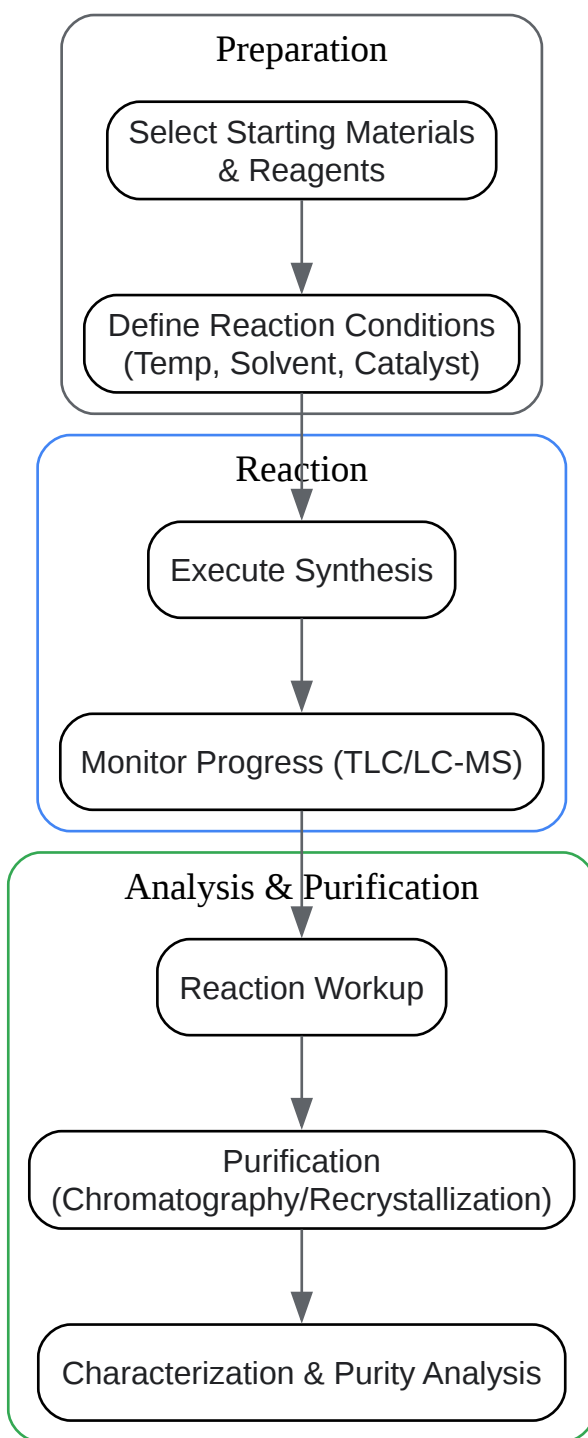 Preparation
Select Starting Materials
& Reagents
Define Reaction Conditions
(Temp, Solvent, Catalyst)
Reaction
Execute Synthesis
Monitor Progress (TLC/LC-MS)
Analysis & Purification
Reaction Workup
Purification
(Chromatography/Recrystallization)
Characterization & Purity Analysis